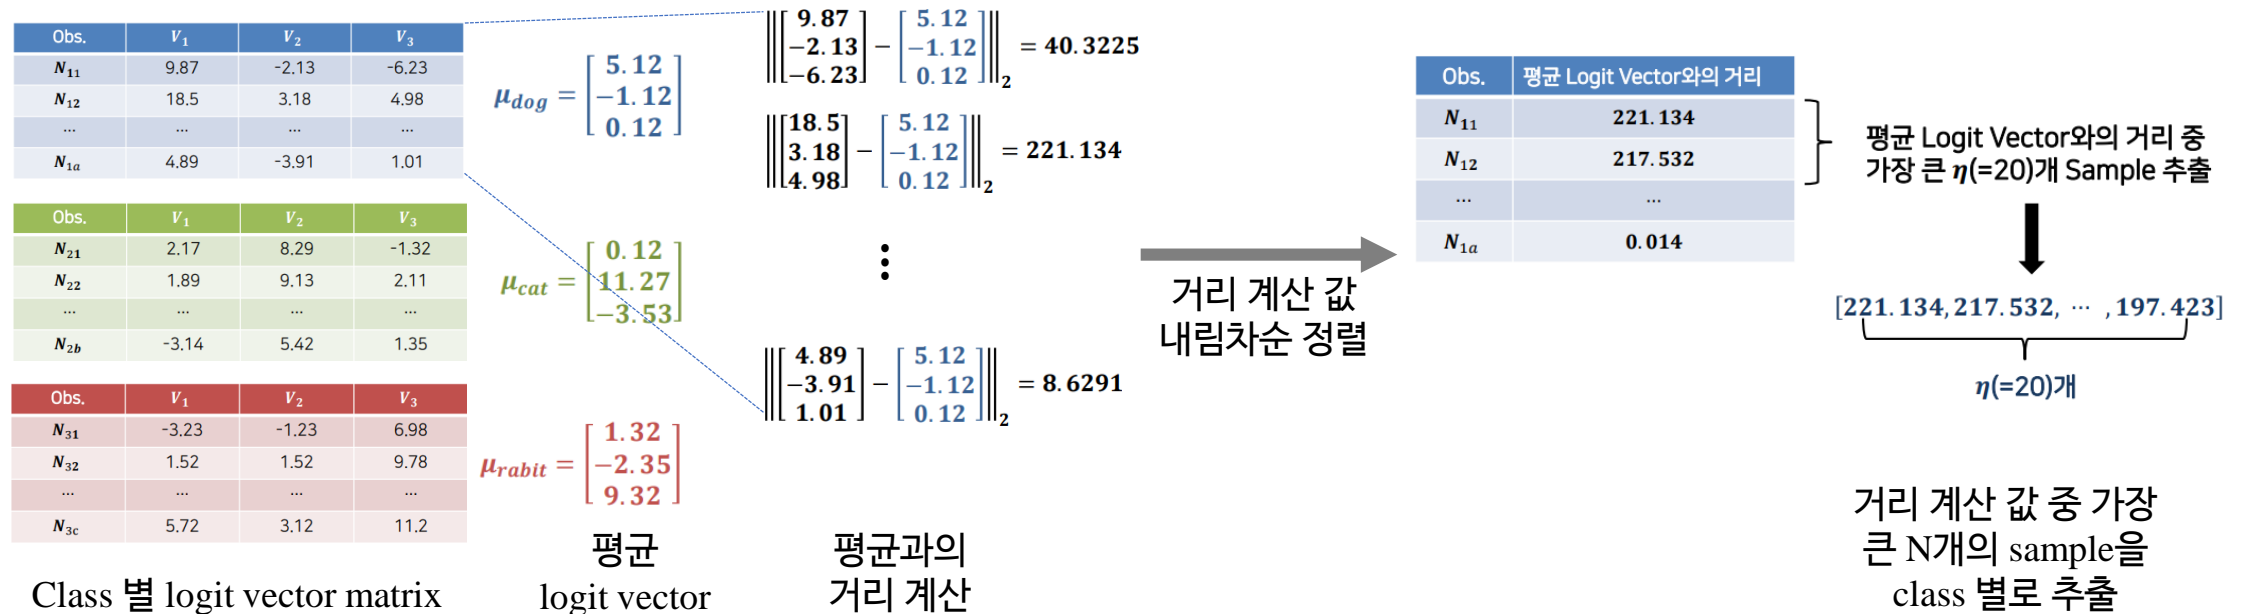 Obs. V₁ V₂ V₃
N₁₁ 9.87 -2.13 -6.23
N₁₂ 18.5 3.18 4.98
... ... ... ...
N₁ₐ 4.89 -3.91 1.01
Obs. V₁ V₂ V₃
N₂₁ 2.17 8.29 -1.32
N₂₂ 1.89 9.13 2.11
... ... ... ...
N₂b -3.14 5.42 1.35
Obs. V₁ V₂ V₃
N₃₁ -3.23 -1.23 6.98
N₃₂ 1.52 1.52 9.78
... ... ... ...
N₃c 5.72 3.12 11.2
Class 별 logit vector matrix
μdog = [5.12
−1.12
0.12]
μcat = [0.12
11.27
−3.53]
μrabit = [1.32
−2.35
9.32]
평균
logit vector
‖[9.87 −2.13 −6.23] − [5.12 −1.12 0.12]‖₂ = 40.3225
‖[18.5 3.18 4.98] − [5.12 −1.12 0.12]‖₂ = 221.134
⋮
‖[4.89 −3.91 1.01] − [5.12 −1.12 0.12]‖₂ = 8.6291
평균과의
거리 계산
거리 계산 값
내림차순 정렬
Obs. 평균 Logit Vector와의 거리
N₁₁ 221.134
N₁₂ 217.532
... ...
N₁ₐ 0.014
평균 Logit Vector와의 거리 중
가장 큰 η(=20)개 Sample 추출
[221.134, 217.532, ⋯ , 197.423]
η(=20)개
거리 계산 값 중 가장
큰 N개의 sample을
class 별로 추출